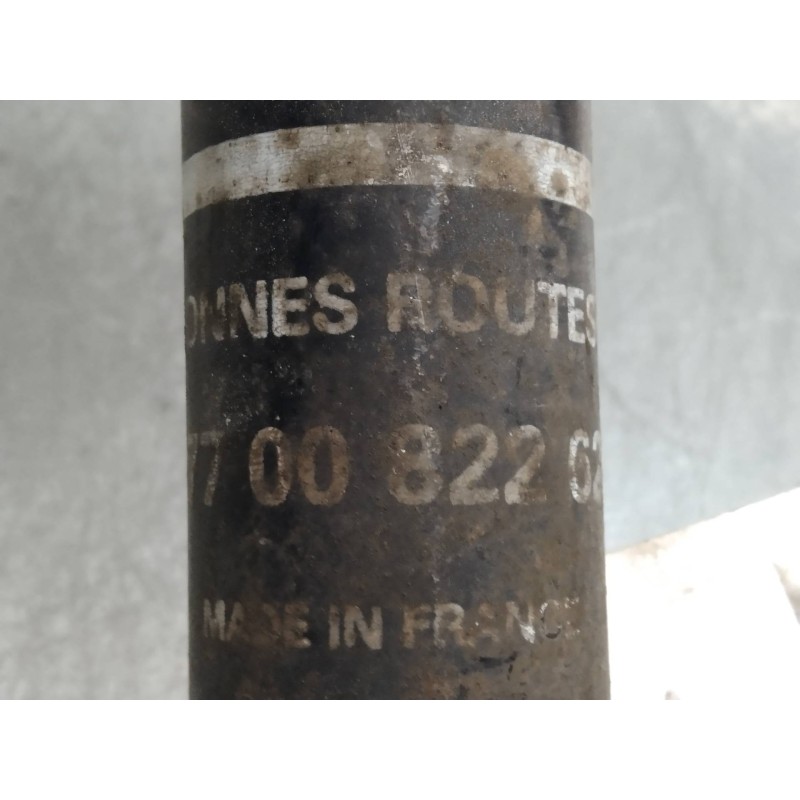 ONNES ROUTES
77 00 822 62
MADE IN FRANCE